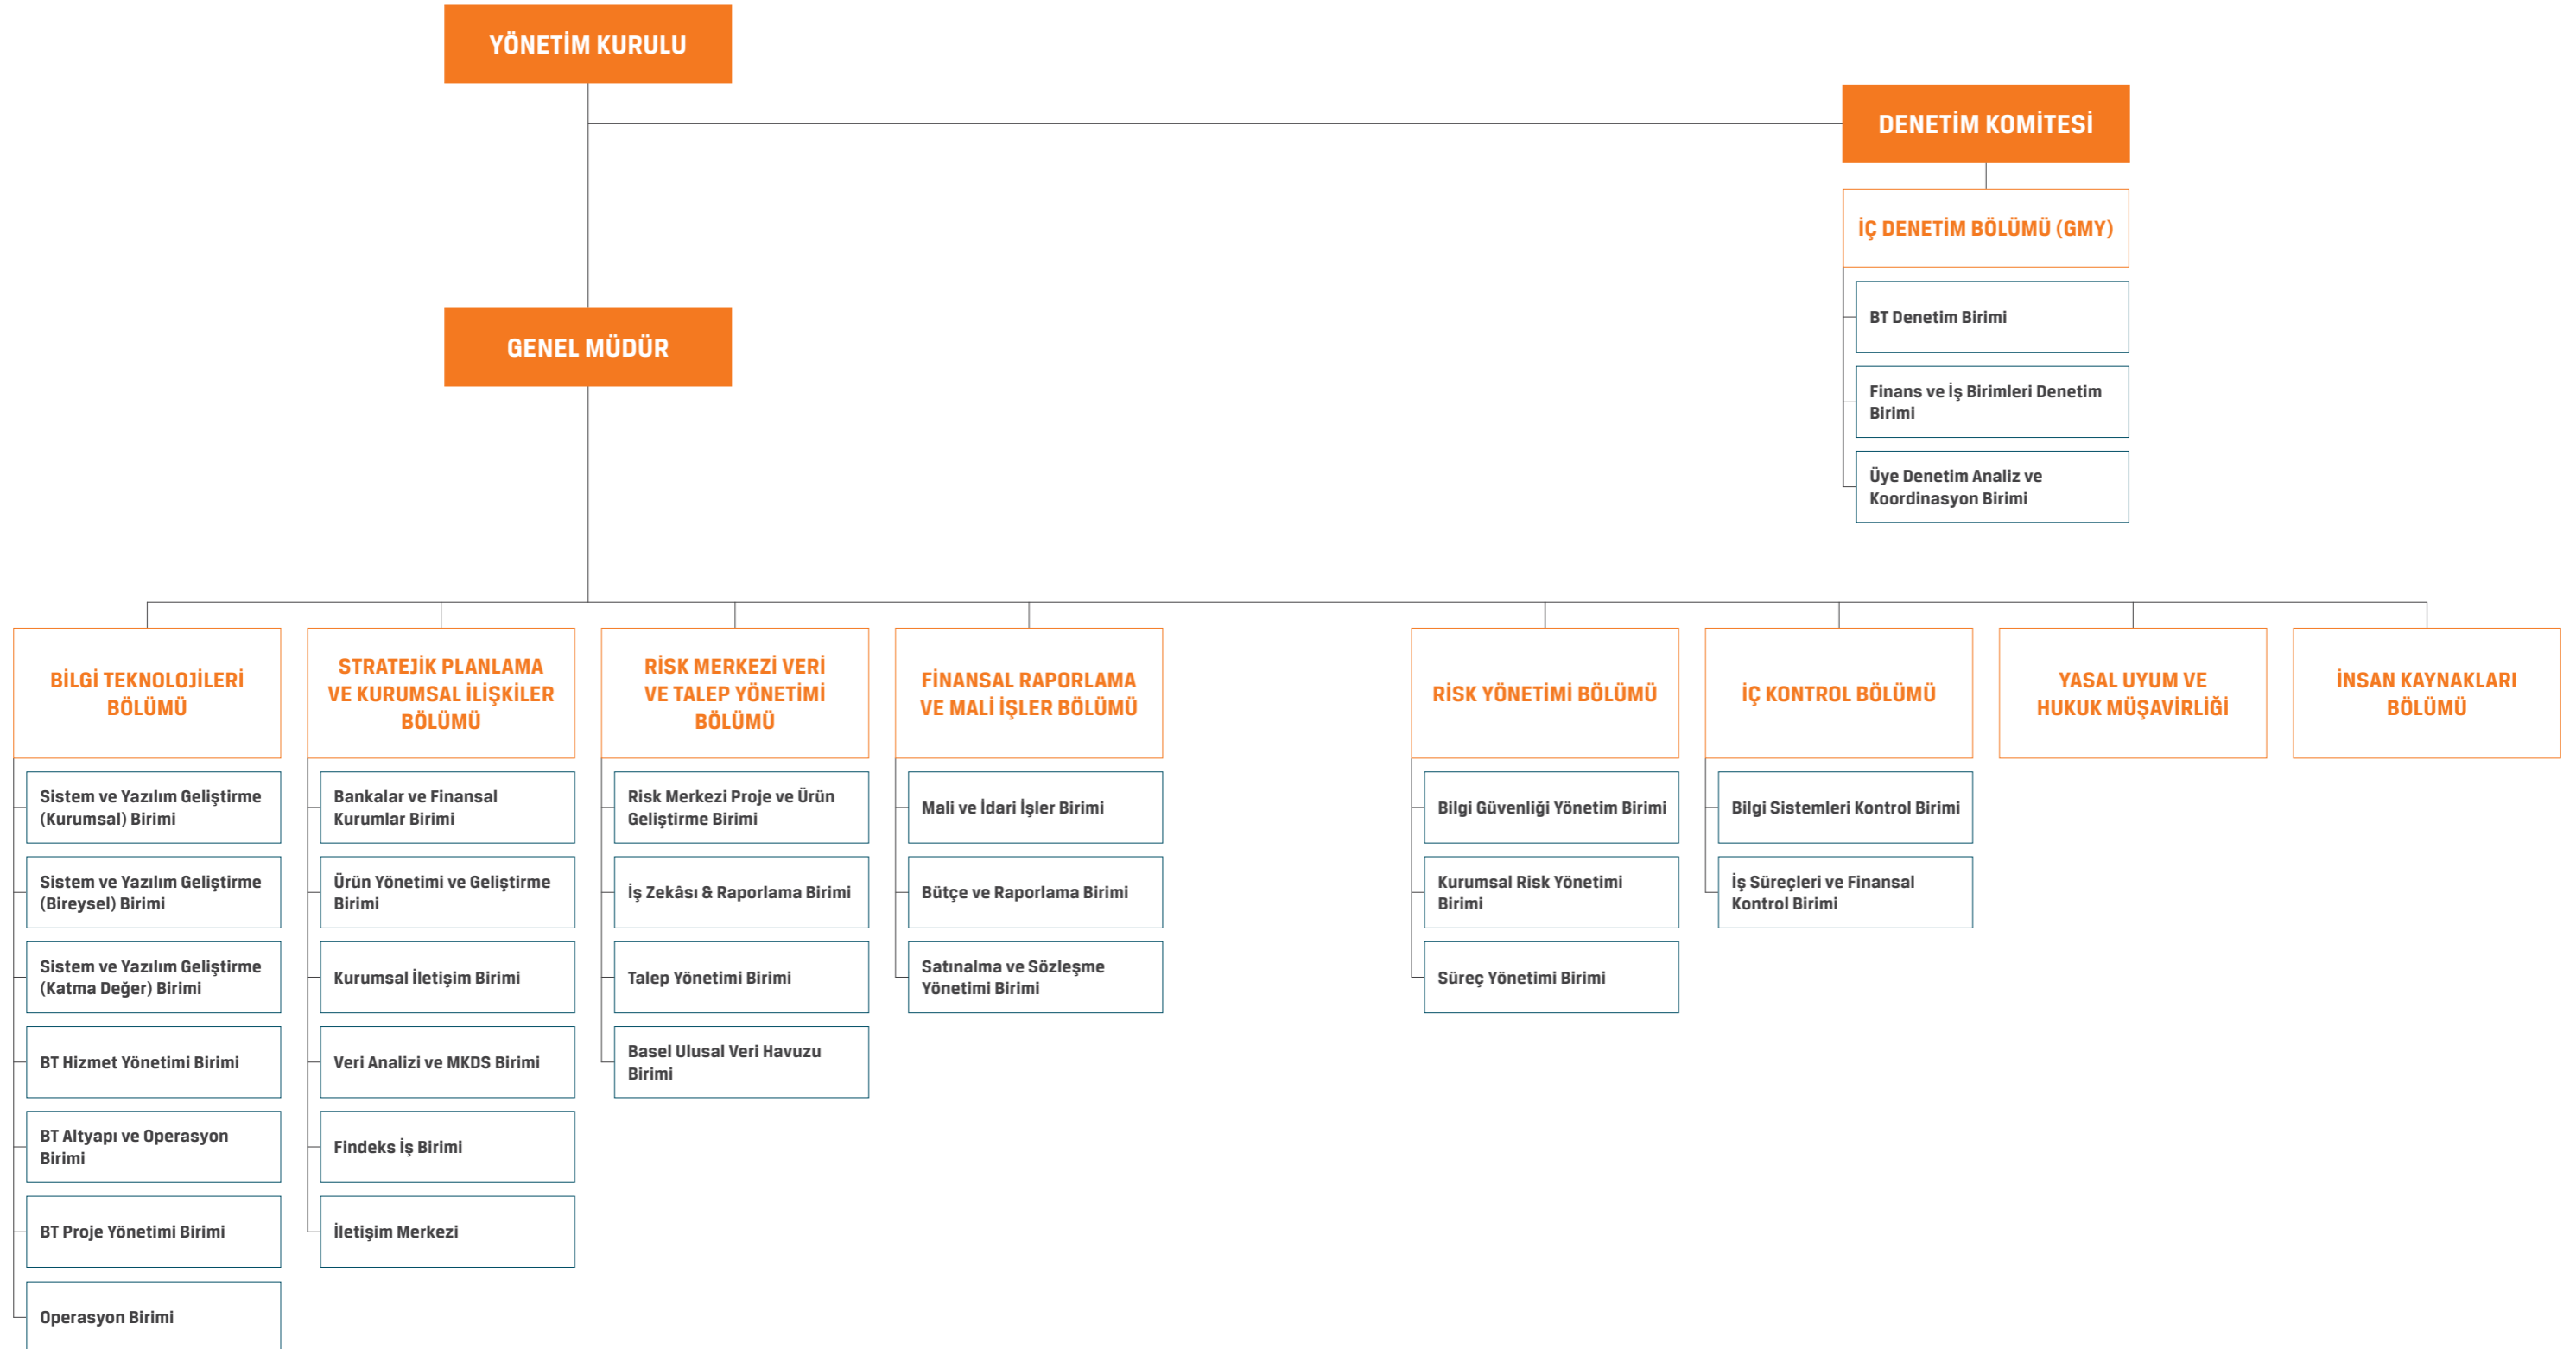 YÖNETİM KURULU
DENETİM KOMİTESİ
İÇ DENETİM BÖLÜMÜ (GMY)
BT Denetim Birimi
Finans ve İş Birimleri Denetim
Birimi
Üye Denetim Analiz ve
Koordinasyon Birimi
GENEL MÜDÜR
BİLGİ TEKNOLOJİLERİ
BÖLÜMÜ
Sistem ve Yazılım Geliştirme
(Kurumsal) Birimi
Sistem ve Yazılım Geliştirme
(Bireysel) Birimi
Sistem ve Yazılım Geliştirme
(Katma Değer) Birimi
BT Hizmet Yönetimi Birimi
BT Altyapı ve Operasyon
Birimi
BT Proje Yönetimi Birimi
Operasyon Birimi
STRATEJİK PLANLAMA
VE KURUMSAL İLİŞKİLER
BÖLÜMÜ
Bankalar ve Finansal
Kurumlar Birimi
Ürün Yönetimi ve Geliştirme
Birimi
Kurumsal İletişim Birimi
Veri Analizi ve MKDS Birimi
Findeks İş Birimi
İletişim Merkezi
RİSK MERKEZİ VERİ
VE TALEP YÖNETİMİ
BÖLÜMÜ
Risk Merkezi Proje ve Ürün
Geliştirme Birimi
İş Zekâsı & Raporlama Birimi
Talep Yönetimi Birimi
Basel Ulusal Veri Havuzu
Birimi
FİNANSAL RAPORLAMA
VE MALİ İŞLER BÖLÜMÜ
Mali ve İdari İşler Birimi
Bütçe ve Raporlama Birimi
Satınalma ve Sözleşme
Yönetimi Birimi
RİSK YÖNETİMİ BÖLÜMÜ
Bilgi Güvenliği Yönetim Birimi
Kurumsal Risk Yönetimi
Birimi
Süreç Yönetimi Birimi
İÇ KONTROL BÖLÜMÜ
Bilgi Sistemleri Kontrol Birimi
İş Süreçleri ve Finansal
Kontrol Birimi
YASAL UYUM VE
HUKUK MÜŞAVİRLİĞİ
İNSAN KAYNAKLARI
BÖLÜMÜ